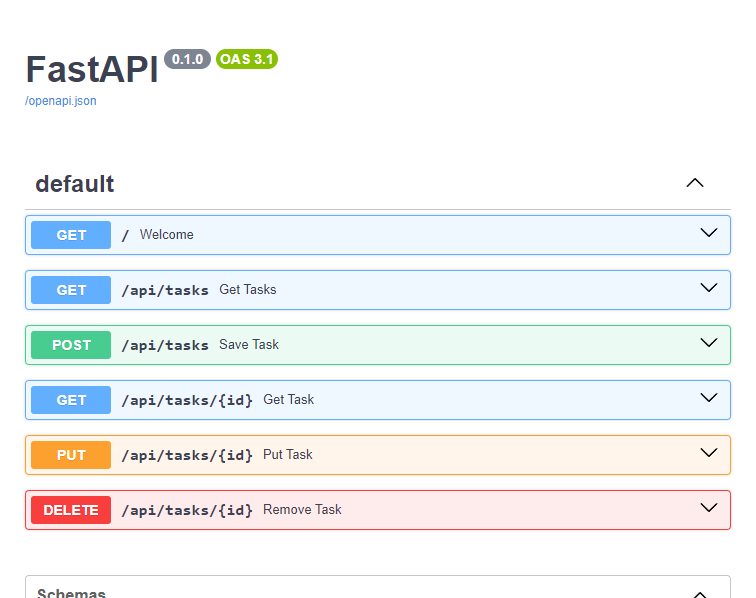 FastAPI 0.1.0 OAS 3.1
/openapi.json
default
GET / Welcome
GET /api/tasks Get Tasks
POST /api/tasks Save Task
GET /api/tasks/{id} Get Task
PUT /api/tasks/{id} Put Task
DELETE /api/tasks/{id} Remove Task
Schemas